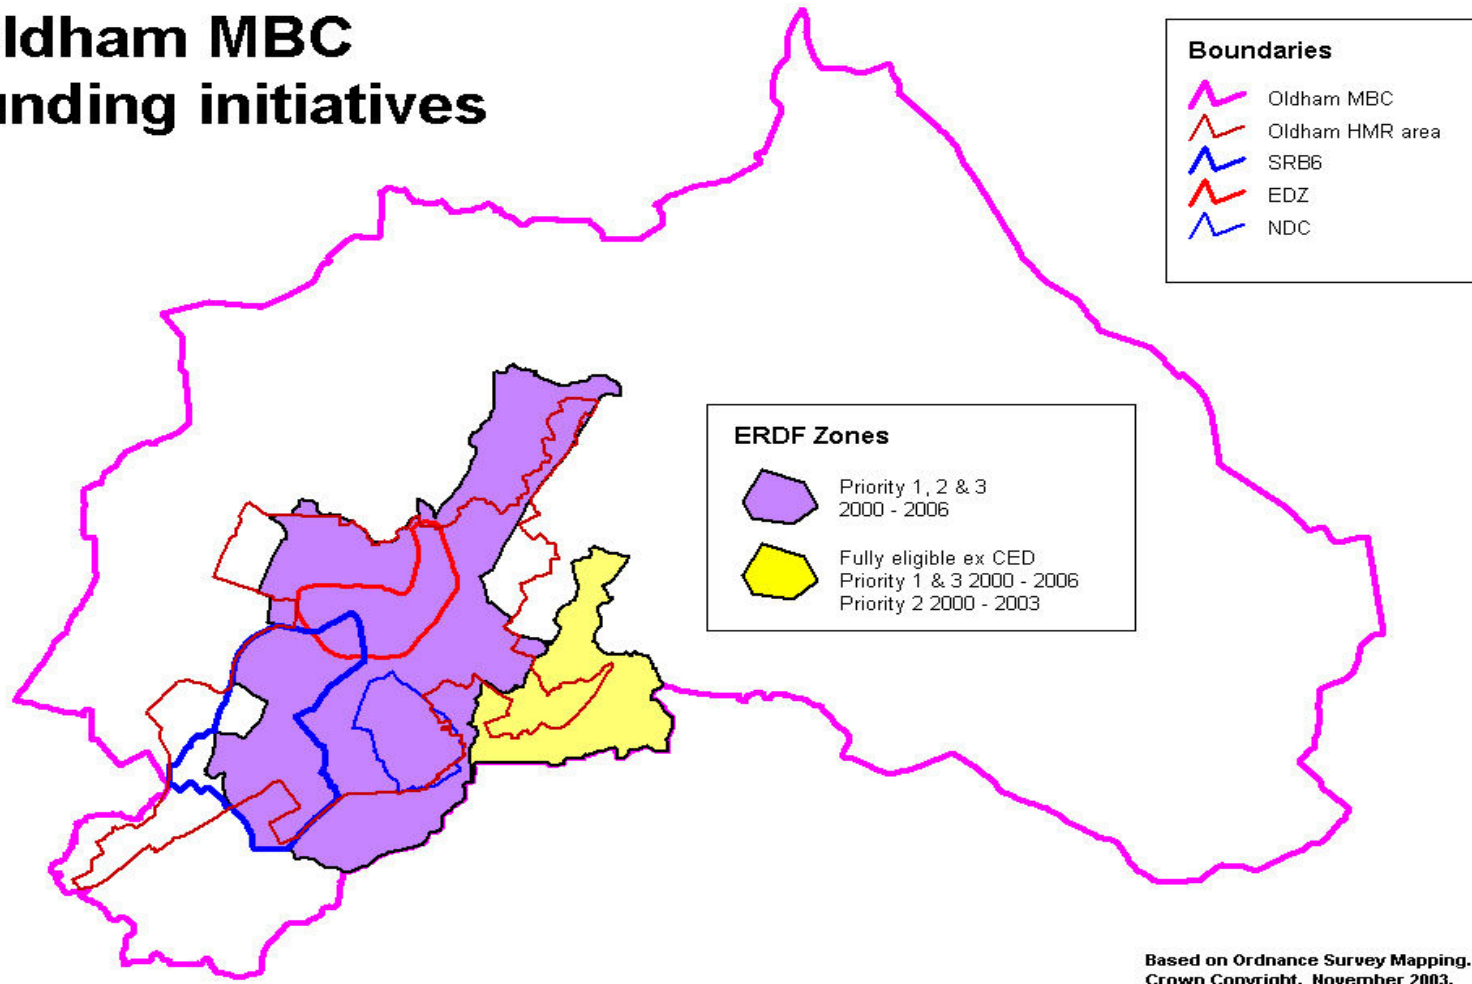 ldham MBC
unding initiatives
Boundaries
Oldham MBC
Oldham HMR area
SRB6
EDZ
NDC
ERDF Zones
Priority 1, 2 & 3
2000 - 2006
Fully eligible ex CED
Priority 1 & 3 2000 - 2006
Priority 2 2000 - 2003
Based on Ordnance Survey Mapping.
Crown Copyright. November 2003.